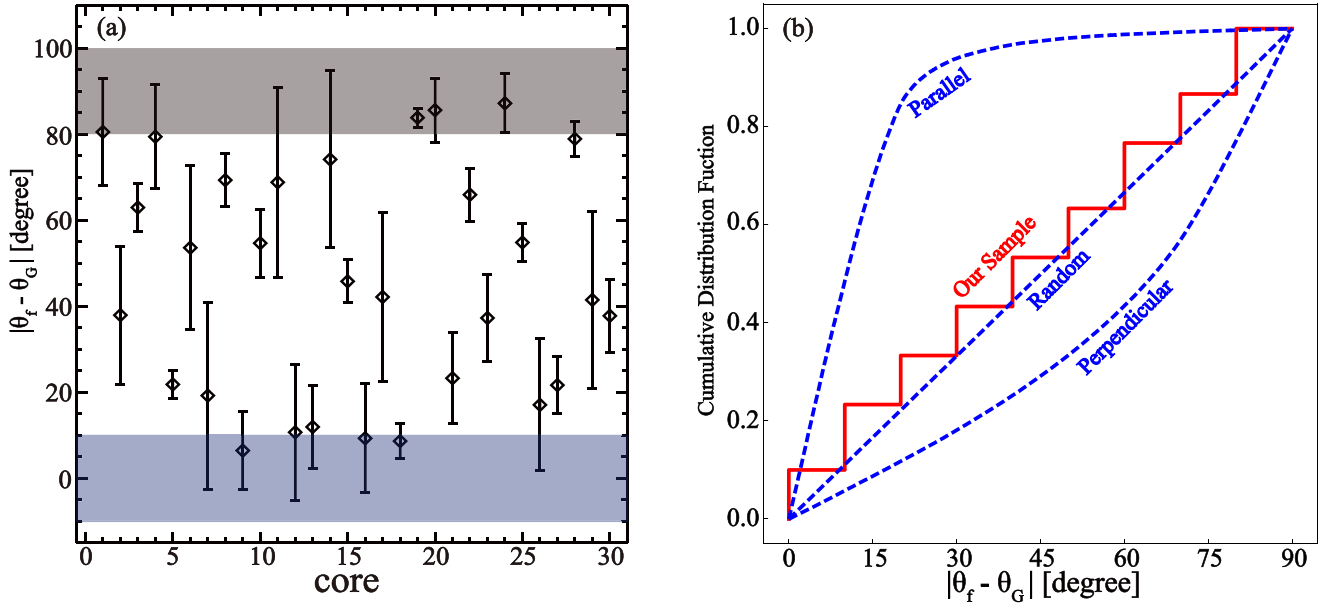 (a)
100
80
60
40
20
0
|θf - θG| [degree]
0 5 10 15 20 25 30
core
(b)
1.0
0.8
0.6
0.4
0.2
0.0
Cumulative Distribution Fuction
Parallel
Our Sample
Random
Perpendicular
0 15 30 45 60 75 90
|θf - θG| [degree]